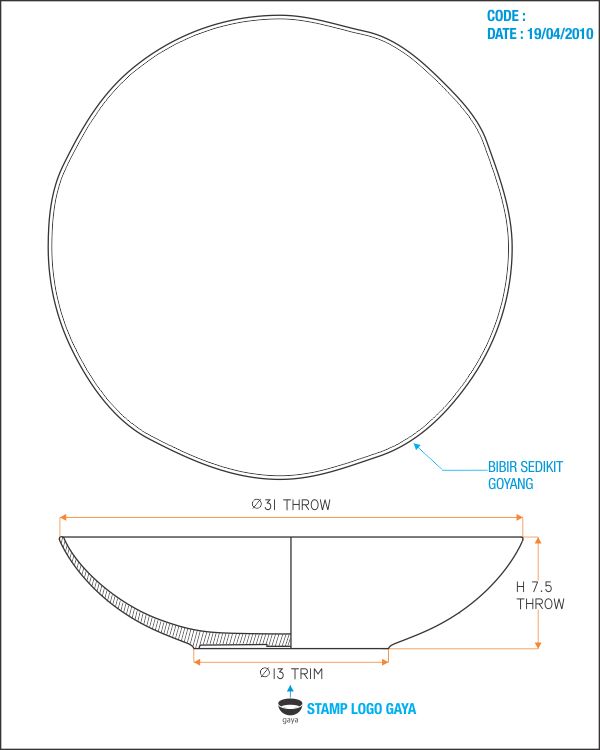 CODE :
DATE : 19/04/2010
BIBIR SEDIKIT
GOYANG
Ø31 THROW
H 7.5
THROW
Ø13 TRIM
STAMP LOGO GAYA
gaya